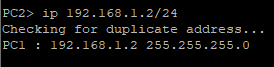 PC2> ip 192.168.1.2/24
Checking for duplicate address...
PC1 : 192.168.1.2 255.255.255.0